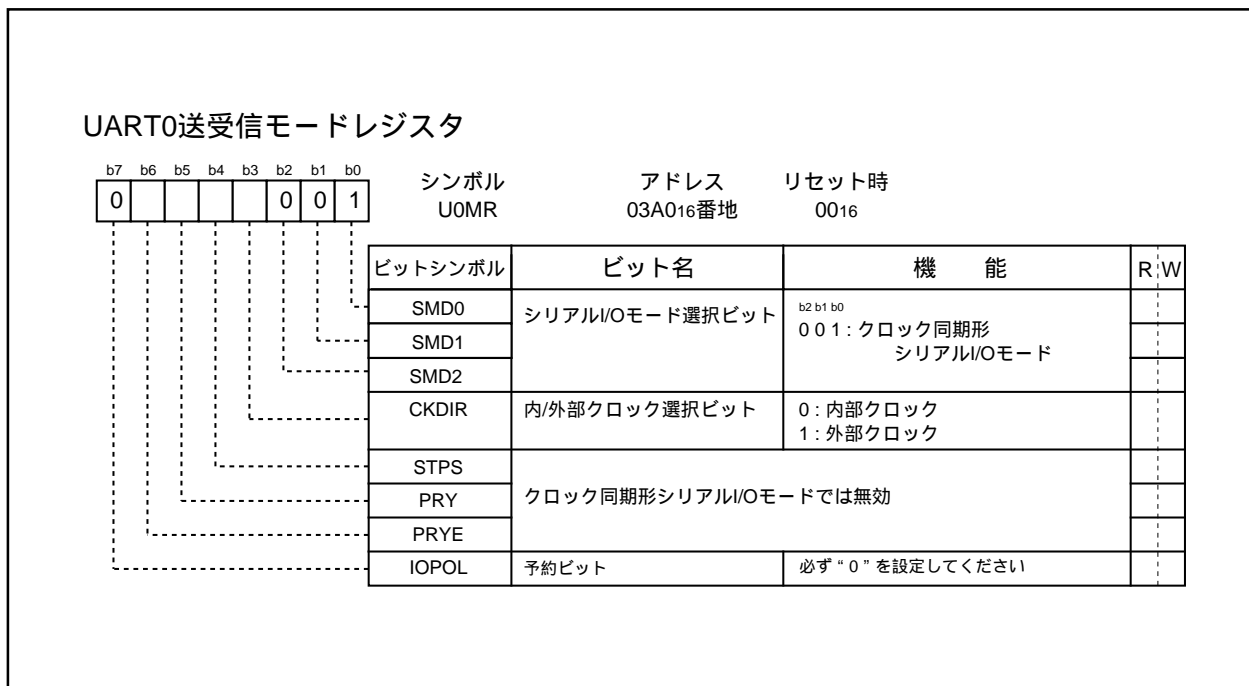 UART0送受信モードレジスタ
b7 b6 b5 b4 b3 b2 b1 b0
0 0 0 1
シンボル アドレス リセット時
U0MR 03A016番地 0016
ビットシンボル ビット名 機 能 R W
SMD0 シリアルI/Oモード選択ビット b2 b1 b0
SMD1 0 0 1 : クロック同期形
シリアルI/Oモード
SMD2
CKDIR 内/外部クロック選択ビット 0 : 内部クロック
1 : 外部クロック
STPS
PRY クロック同期形シリアルI/Oモードでは無効
PRYE
IOPOL 予約ビット 必ず “ 0 ” を設定してください